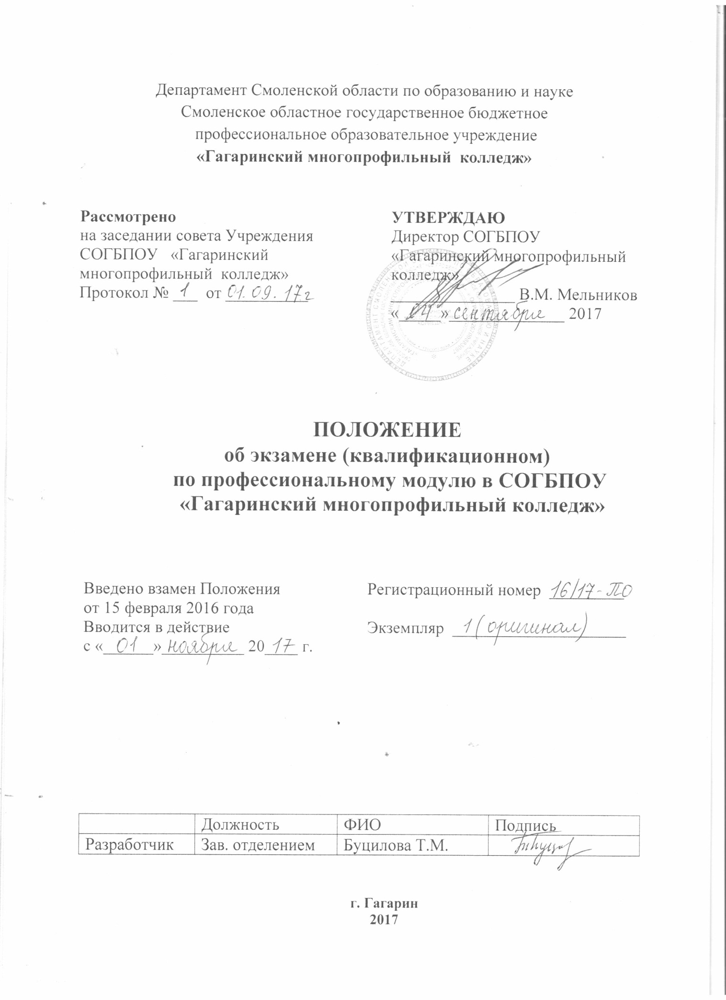 Департамент Смоленской области по образованию и науке
Смоленское областное государственное бюджетное
профессиональное образовательное учреждение
«Гагаринский многопрофильный колледж»
Рассмотрено
на заседании совета Учреждения
СОГБПОУ «Гагаринский
многопрофильный колледж»
Протокол № 1 от 01.09.17г
УТВЕРЖДАЮ
Директор СОГБПОУ
«Гагаринский многопрофильный
колледж»
В.М. Мельников
«04» сентября 2017
ПОЛОЖЕНИЕ
об экзамене (квалификационном)
по профессиональному модулю в СОГБПОУ
«Гагаринский многопрофильный колледж»
Введено взамен Положения
от 15 февраля 2016 года
Вводится в действие
с «01» ноября 2017 г.
Регистрационный номер 16/17-ПО
Экземпляр 1 (оригинал)
Должность ФИО Подпись
Разработчик Зав. отделением Буцилова Т.М.
г. Гагарин
2017